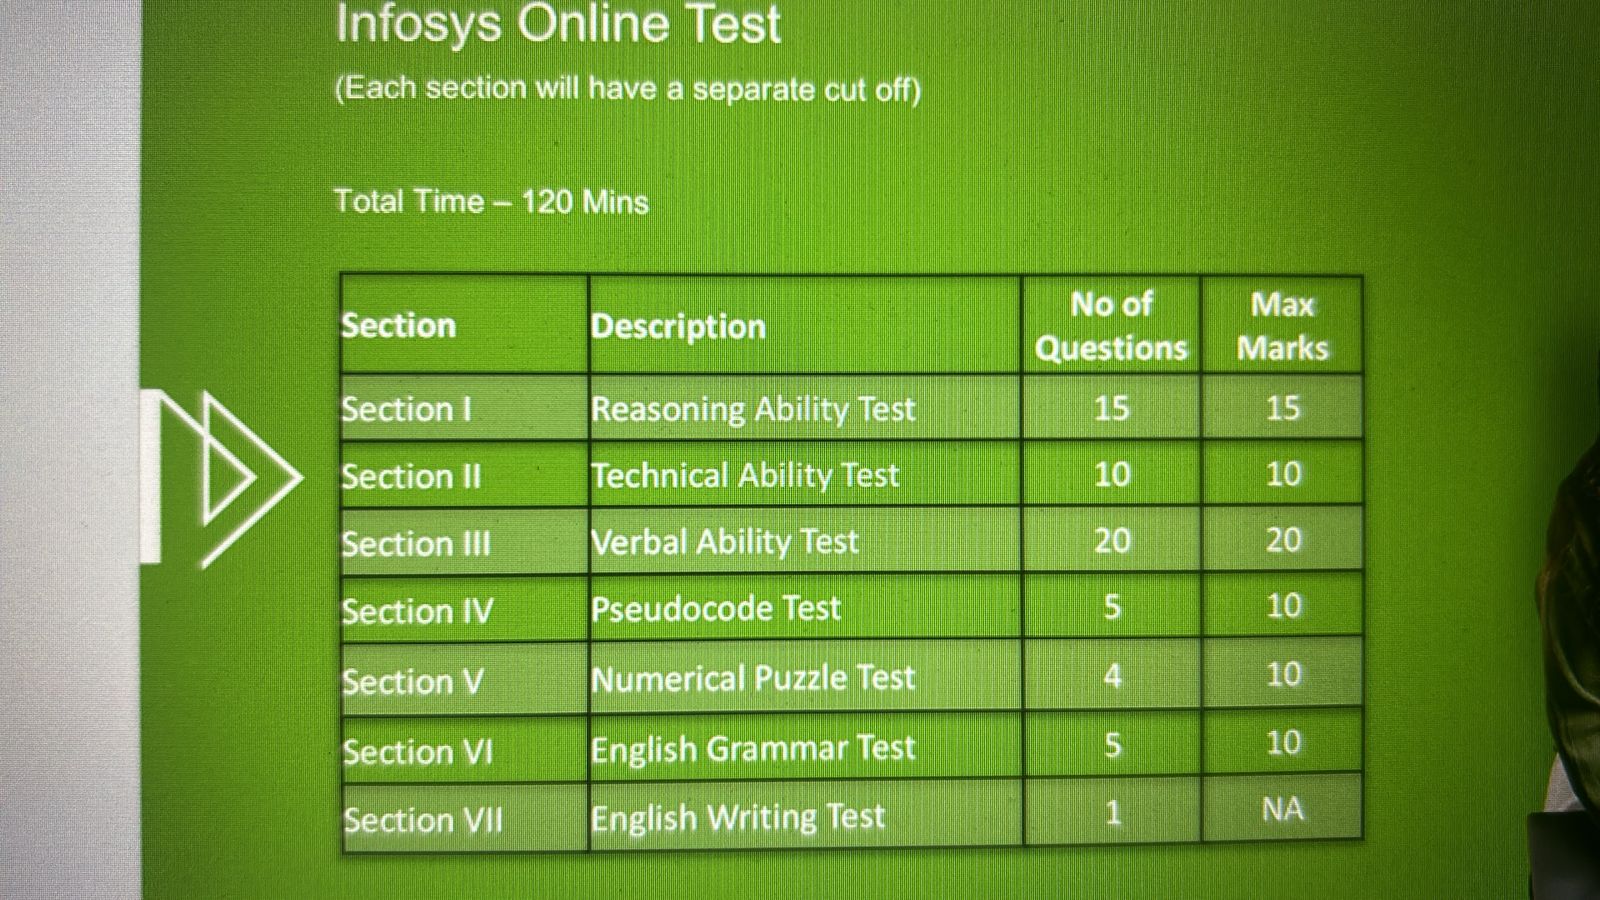 Infosys Online Test
(Each section will have a separate cut off)
Total Time – 120 Mins
Section Description No of Questions Max Marks
Section I Reasoning Ability Test 15 15
Section II Technical Ability Test 10 10
Section III Verbal Ability Test 20 20
Section IV Pseudocode Test 5 10
Section V Numerical Puzzle Test 4 10
Section VI English Grammar Test 5 10
Section VII English Writing Test 1 NA